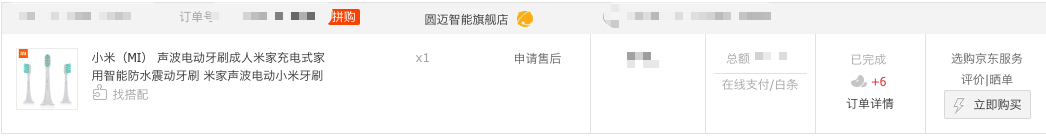 订单号
拼购
圆迈智能旗舰店
小米（MI） 声波电动牙刷成人米家充电式家
用智能防水震动牙刷 米家声波电动小米牙刷
找搭配
x1
申请售后
总额
在线支付/白条
已完成
+6
订单详情
选购京东服务
评价|晒单
立即购买